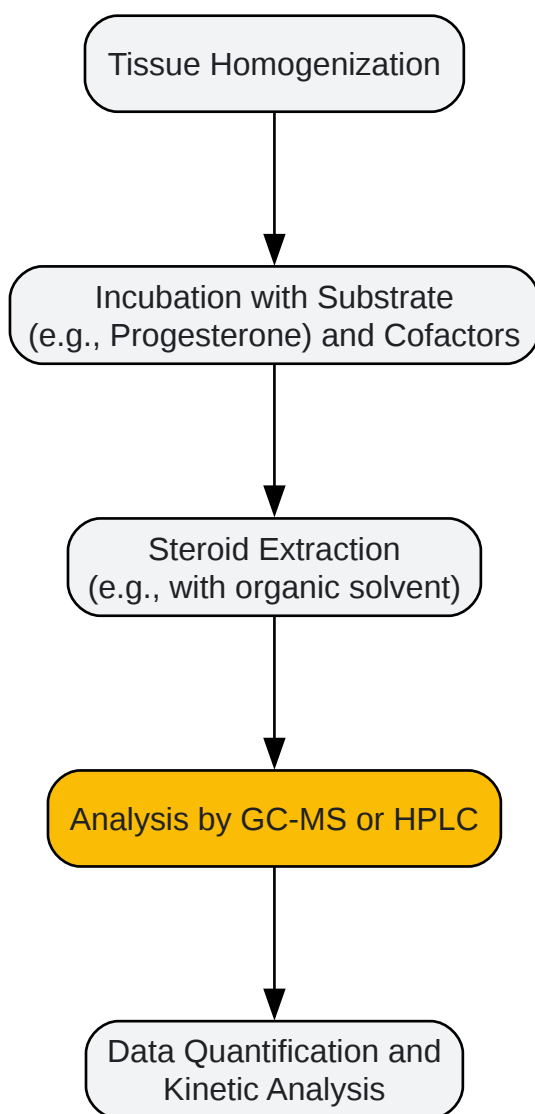 Tissue Homogenization
Incubation with Substrate
(e.g., Progesterone) and Cofactors
Steroid Extraction
(e.g., with organic solvent)
Analysis by GC-MS or HPLC
Data Quantification and
Kinetic Analysis